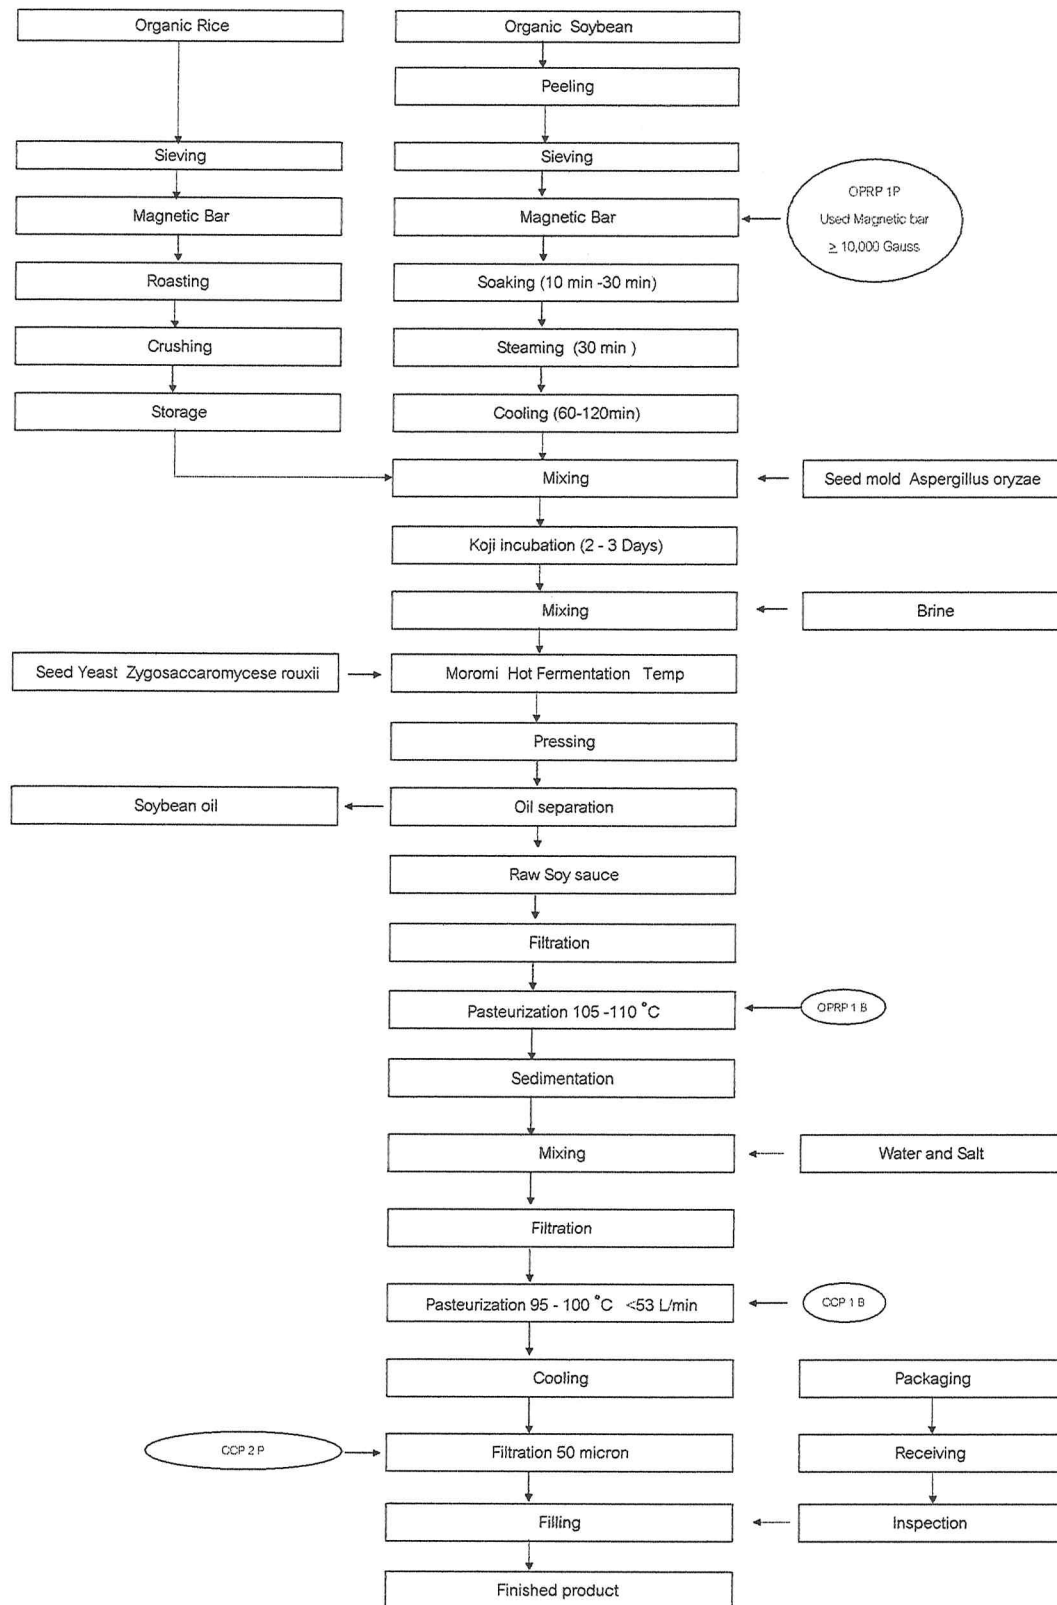 Organic Rice
Organic Soybean
Peeling
Sieving
Sieving
Magnetic Bar
Magnetic Bar
OPRP 1P
Used Magnetic bar
≥ 10,000 Gauss
Roasting
Soaking (10 min -30 min)
Crushing
Steaming (30 min )
Storage
Cooling (60-120min)
Mixing
Seed mold Aspergillus oryzae
Koji incubation (2 - 3 Days)
Mixing
Brine
Seed Yeast Zygosaccaromycese rouxii
Moromi Hot Fermentation Temp
Pressing
Soybean oil
Oil separation
Raw Soy sauce
Filtration
Pasteurization 105 -110 °C
OPRP 1 B
Sedimentation
Mixing
Water and Salt
Filtration
Pasteurization 95 - 100 °C <53 L/min
CCP 1 B
Cooling
Packaging
CCP 2 P
Filtration 50 micron
Receiving
Filling
Inspection
Finished product